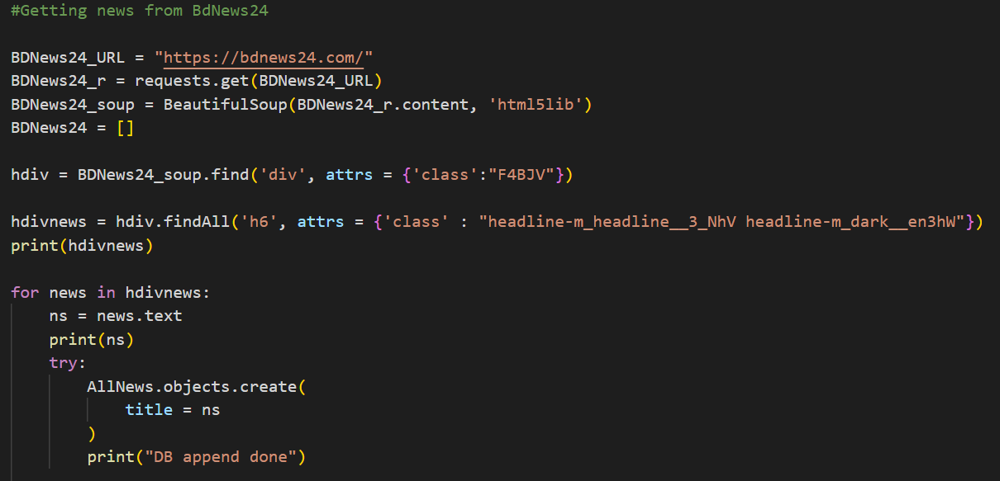 #Getting news from BdNews24
BDNews24_URL = "https://bdnews24.com/"
BDNews24_r = requests.get(BDNews24_URL)
BDNews24_soup = BeautifulSoup(BDNews24_r.content, 'html5lib')
BDNews24 = []
hdiv = BDNews24_soup.find('div', attrs = {'class':"F4BJV"})
hdivnews = hdiv.findAll('h6', attrs = {'class' : "headline-m_headline__3_NhV headline-m_dark__en3hW"})
print(hdivnews)
for news in hdivnews:
    ns = news.text
    print(ns)
    try:
        AllNews.objects.create(
            title = ns
        )
        print("DB append done")